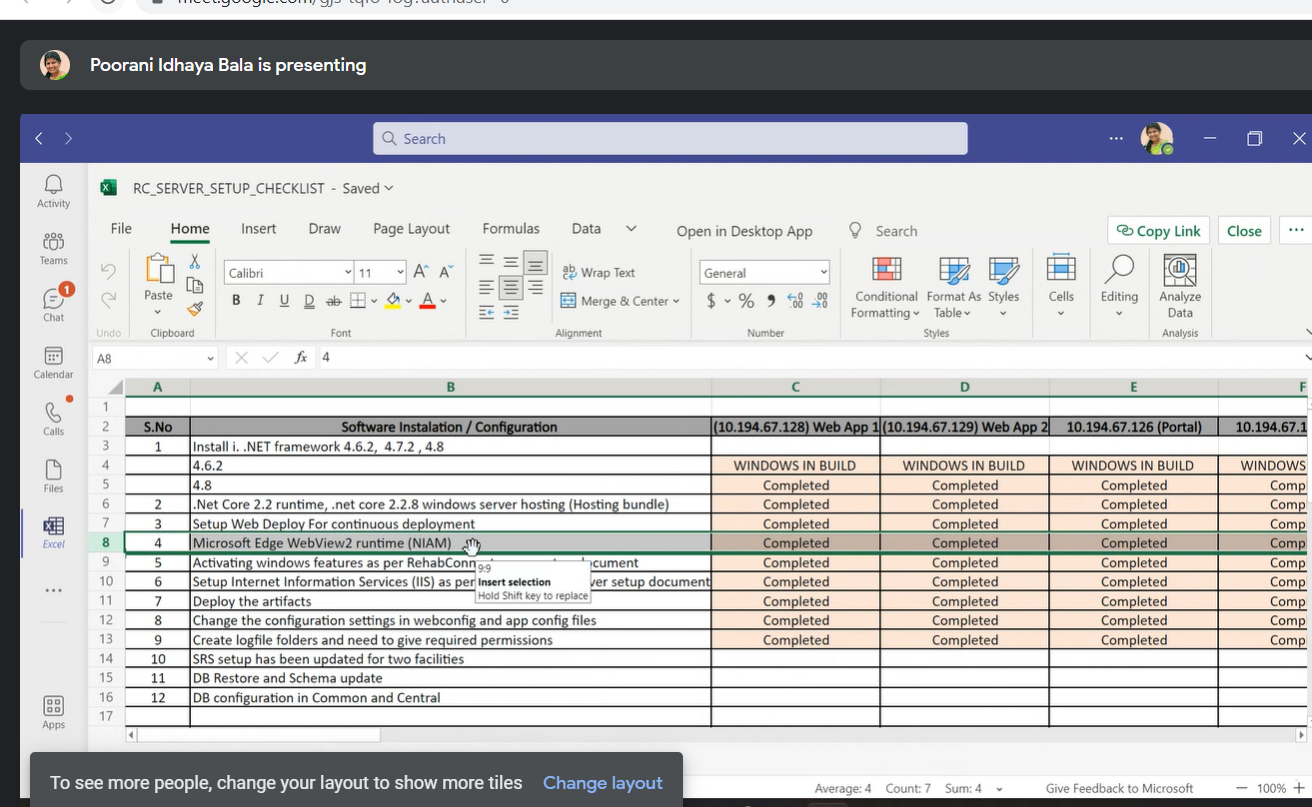 Poorani Idhaya Bala is presenting
Search
Activity
Teams
Chat
1
Calendar
Calls
Files
Excel
Apps
RC_SERVER_SETUP_CHECKLIST - Saved
File Home Insert Draw Page Layout Formulas Data Open in Desktop App Search Copy Link Close
Undo
Paste
Clipboard
Calibri 11
B I U D ab A
Font
Wrap Text
Merge & Center
Alignment
General
$ % 9 .00
Number
Conditional Formatting
Format As Table
Styles
Styles
Cells
Editing
Analyze Data
Analysis
A8 fx 4
A B C D E F
1
2 S.No Software Instalation / Configuration (10.194.67.128) Web App 1 (10.194.67.129) Web App 2 10.194.67.126 (Portal) 10.194.67.1
3 1 Install i. .NET framework 4.6.2, 4.7.2 , 4.8
4 4.6.2 WINDOWS IN BUILD WINDOWS IN BUILD WINDOWS IN BUILD WINDOWS
5 4.8 Completed Completed Completed Comp
6 2 .Net Core 2.2 runtime, .net core 2.2.8 windows server hosting (Hosting bundle) Completed Completed Completed Comp
7 3 Setup Web Deploy For continuous deployment Completed Completed Completed Comp
8 4 Microsoft Edge WebView2 runtime (NIAM) Completed Completed Completed Comp
9 5 Activating windows features as per RehabConn cument Completed Completed Completed Comp
10 6 Setup Internet Information Services (IIS) as per ver setup document Completed Completed Completed Comp
9:9
Insert selection
Hold Shift key to replace
11 7 Deploy the artifacts Completed Completed Completed Comp
12 8 Change the configuration settings in webconfig and app config files Completed Completed Completed Comp
13 9 Create logfile folders and need to give required permissions Completed Completed Completed Comp
14 10 SRS setup has been updated for two facilities
15 11 DB Restore and Schema update
16 12 DB configuration in Common and Central
17
To see more people, change your layout to show more tiles Change layout
Average: 4 Count: 7 Sum: 4 Give Feedback to Microsoft 100%